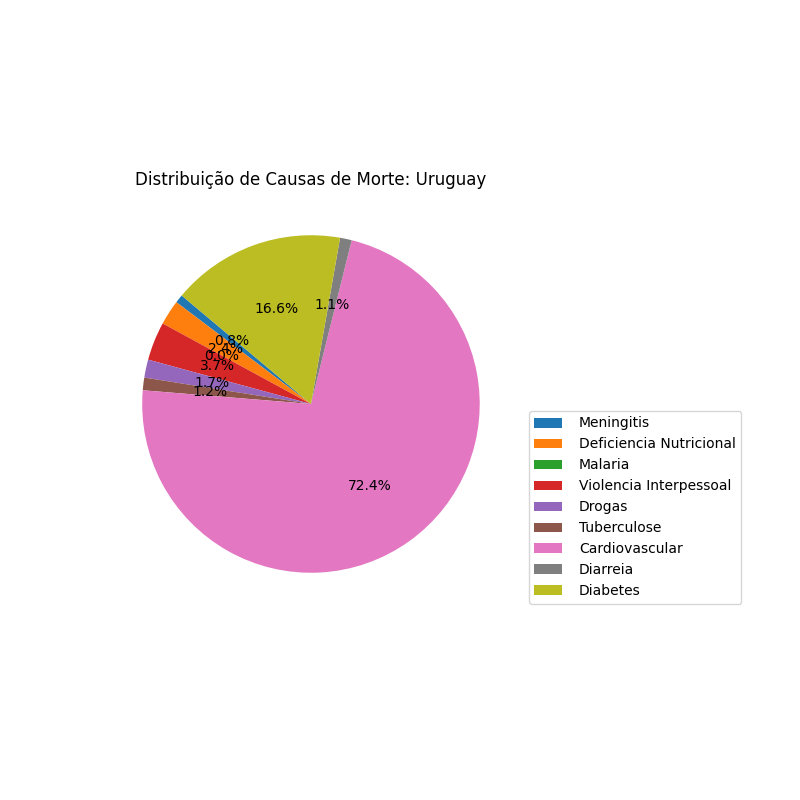 Distribuição de Causas de Morte: Uruguay
16.6%
1.1%
0.8%
2.4%
0.0%
3.7%
1.7%
1.2%
72.4%
Meningitis
Deficiencia Nutricional
Malaria
Violencia Interpessoal
Drogas
Tuberculose
Cardiovascular
Diarreia
Diabetes